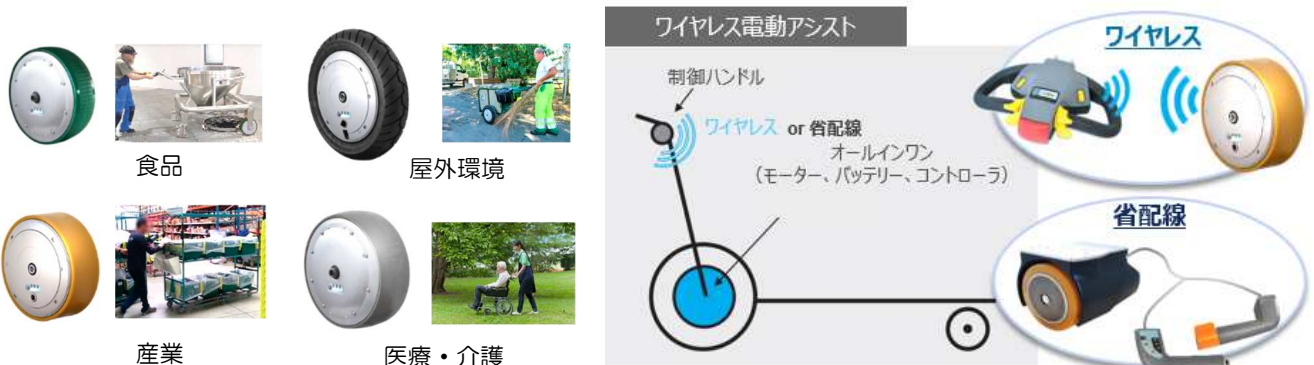 食品
屋外環境
産業
医療・介護
ワイヤレス電動アシスト
制御ハンドル
ワイヤレス or 省配線
オールインワン
（モーター、バッテリー、コントローラ）
ワイヤレス
省配線